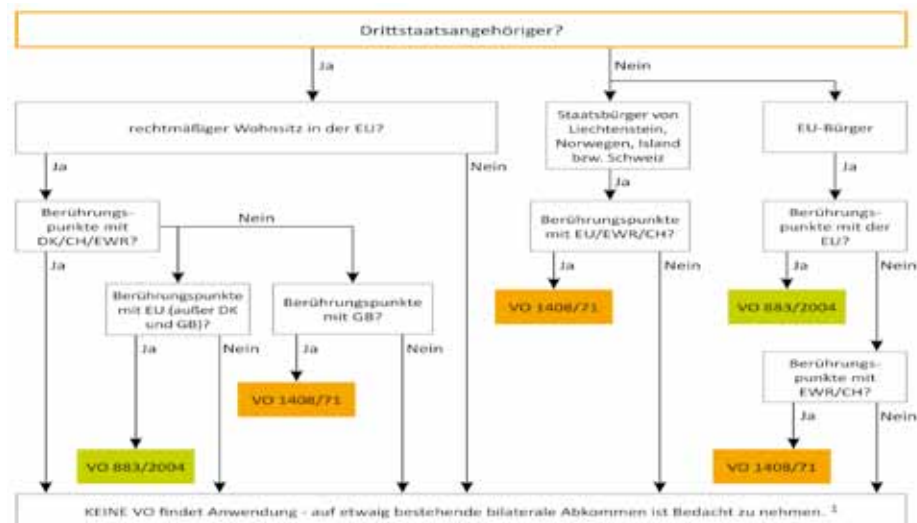 Drittstaatsangehöriger?
Ja
Nein
rechtmäßiger Wohnsitz in der EU?
Staatsbürger von
Liechtenstein,
Norwegen, Island
bzw. Schweiz
EU-Bürger
Ja
Nein
Ja
Ja
Berührungs-
punkte mit
DK/CH/EWR?
Nein
Berührungspunkte
mit EU/EWR/CH?
Berührungs-
punkte mit der
EU?
Ja
Ja
Nein
Ja
Nein
Berührungspunkte
mit EU (außer DK
und GB)?
Berührungspunkte
mit GB?
VO 1408/71
VO 883/2004
Ja
Nein
Ja
Nein
VO 1408/71
Berührungs-
punkte mit
EWR/CH?
Ja
Nein
VO 883/2004
VO 1408/71
KEINE VO findet Anwendung - auf etwaig bestehende bilaterale Abkommen ist Bedacht zu nehmen. 1